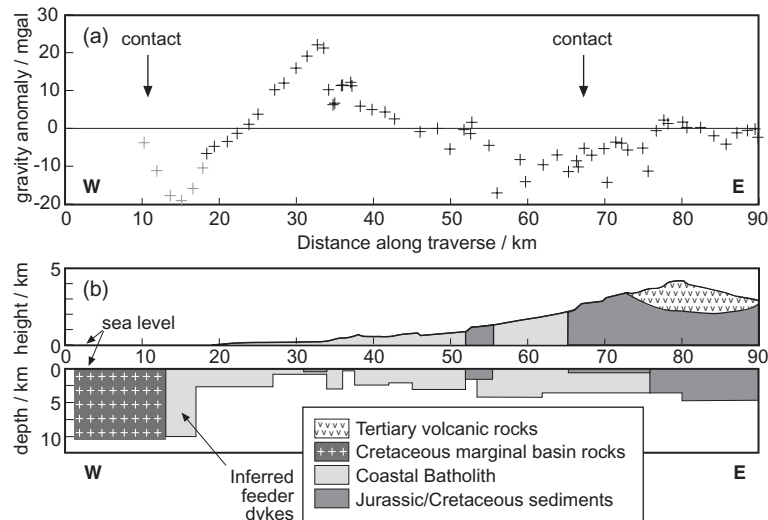 30
20
10
0
-10
-20
gravity anomaly / mgal
(a)
contact
contact
W
E
0 10 20 30 40 50 60 70 80 90
Distance along traverse / km
5
0
(b)
sea level
height / km
0 10 20 30 40 50 60 70 80 90
0
5
10
depth / km
W
E
Inferred
feeder
dykes
Tertiary volcanic rocks
Cretaceous marginal basin rocks
Coastal Batholith
Jurassic/Cretaceous sediments